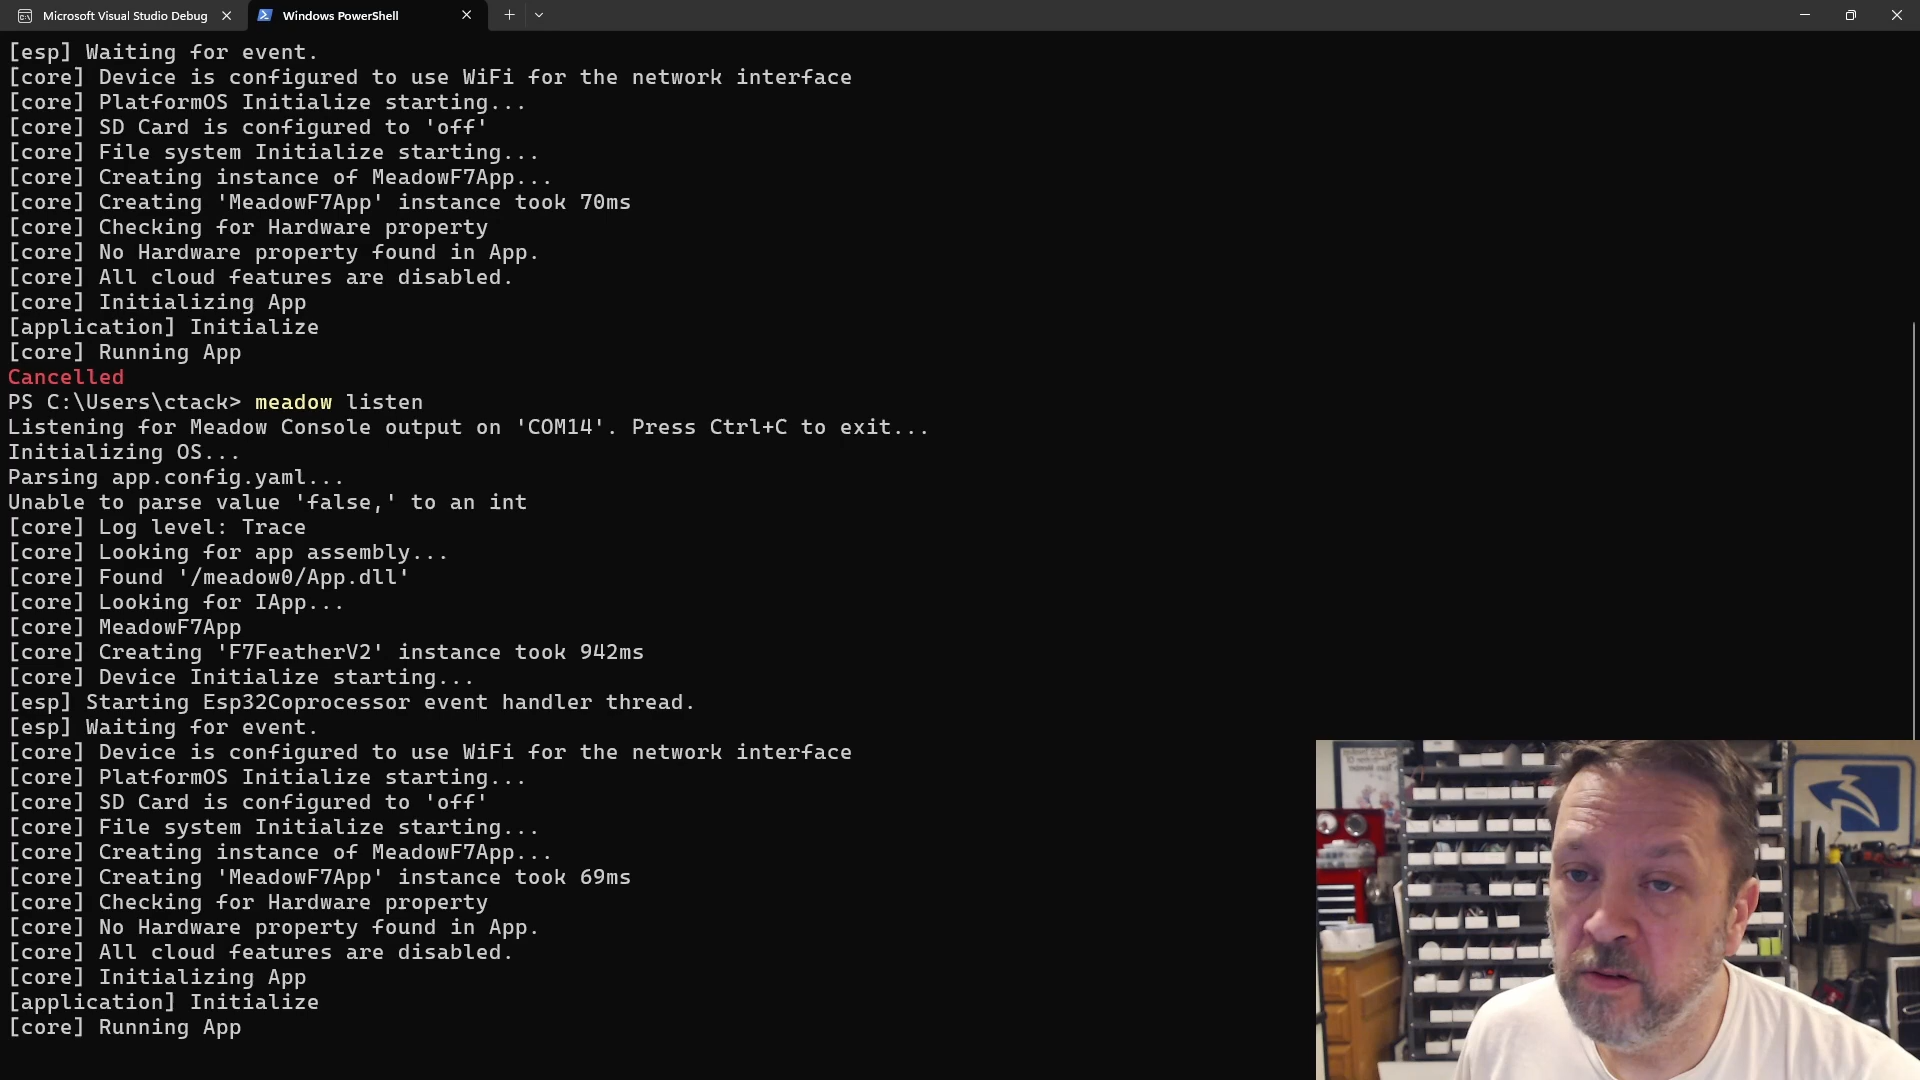 Microsoft Visual Studio Debug
Windows PowerShell
[esp] Waiting for event.
[core] Device is configured to use WiFi for the network interface
[core] PlatformOS Initialize starting...
[core] SD Card is configured to 'off'
[core] File system Initialize starting...
[core] Creating instance of MeadowF7App...
[core] Creating 'MeadowF7App' instance took 70ms
[core] Checking for Hardware property
[core] No Hardware property found in App.
[core] All cloud features are disabled.
[core] Initializing App
[application] Initialize
[core] Running App
Cancelled
PS C:\Users\ctack> meadow listen
Listening for Meadow Console output on 'COM14'. Press Ctrl+C to exit...
Initializing OS...
Parsing app.config.yaml...
Unable to parse value 'false,' to an int
[core] Log level: Trace
[core] Looking for app assembly...
[core] Found '/meadow0/App.dll'
[core] Looking for IApp...
[core] MeadowF7App
[core] Creating 'F7FeatherV2' instance took 942ms
[core] Device Initialize starting...
[esp] Starting Esp32Coprocessor event handler thread.
[esp] Waiting for event.
[core] Device is configured to use WiFi for the network interface
[core] PlatformOS Initialize starting...
[core] SD Card is configured to 'off'
[core] File system Initialize starting...
[core] Creating instance of MeadowF7App...
[core] Creating 'MeadowF7App' instance took 69ms
[core] Checking for Hardware property
[core] No Hardware property found in App.
[core] All cloud features are disabled.
[core] Initializing App
[application] Initialize
[core] Running App